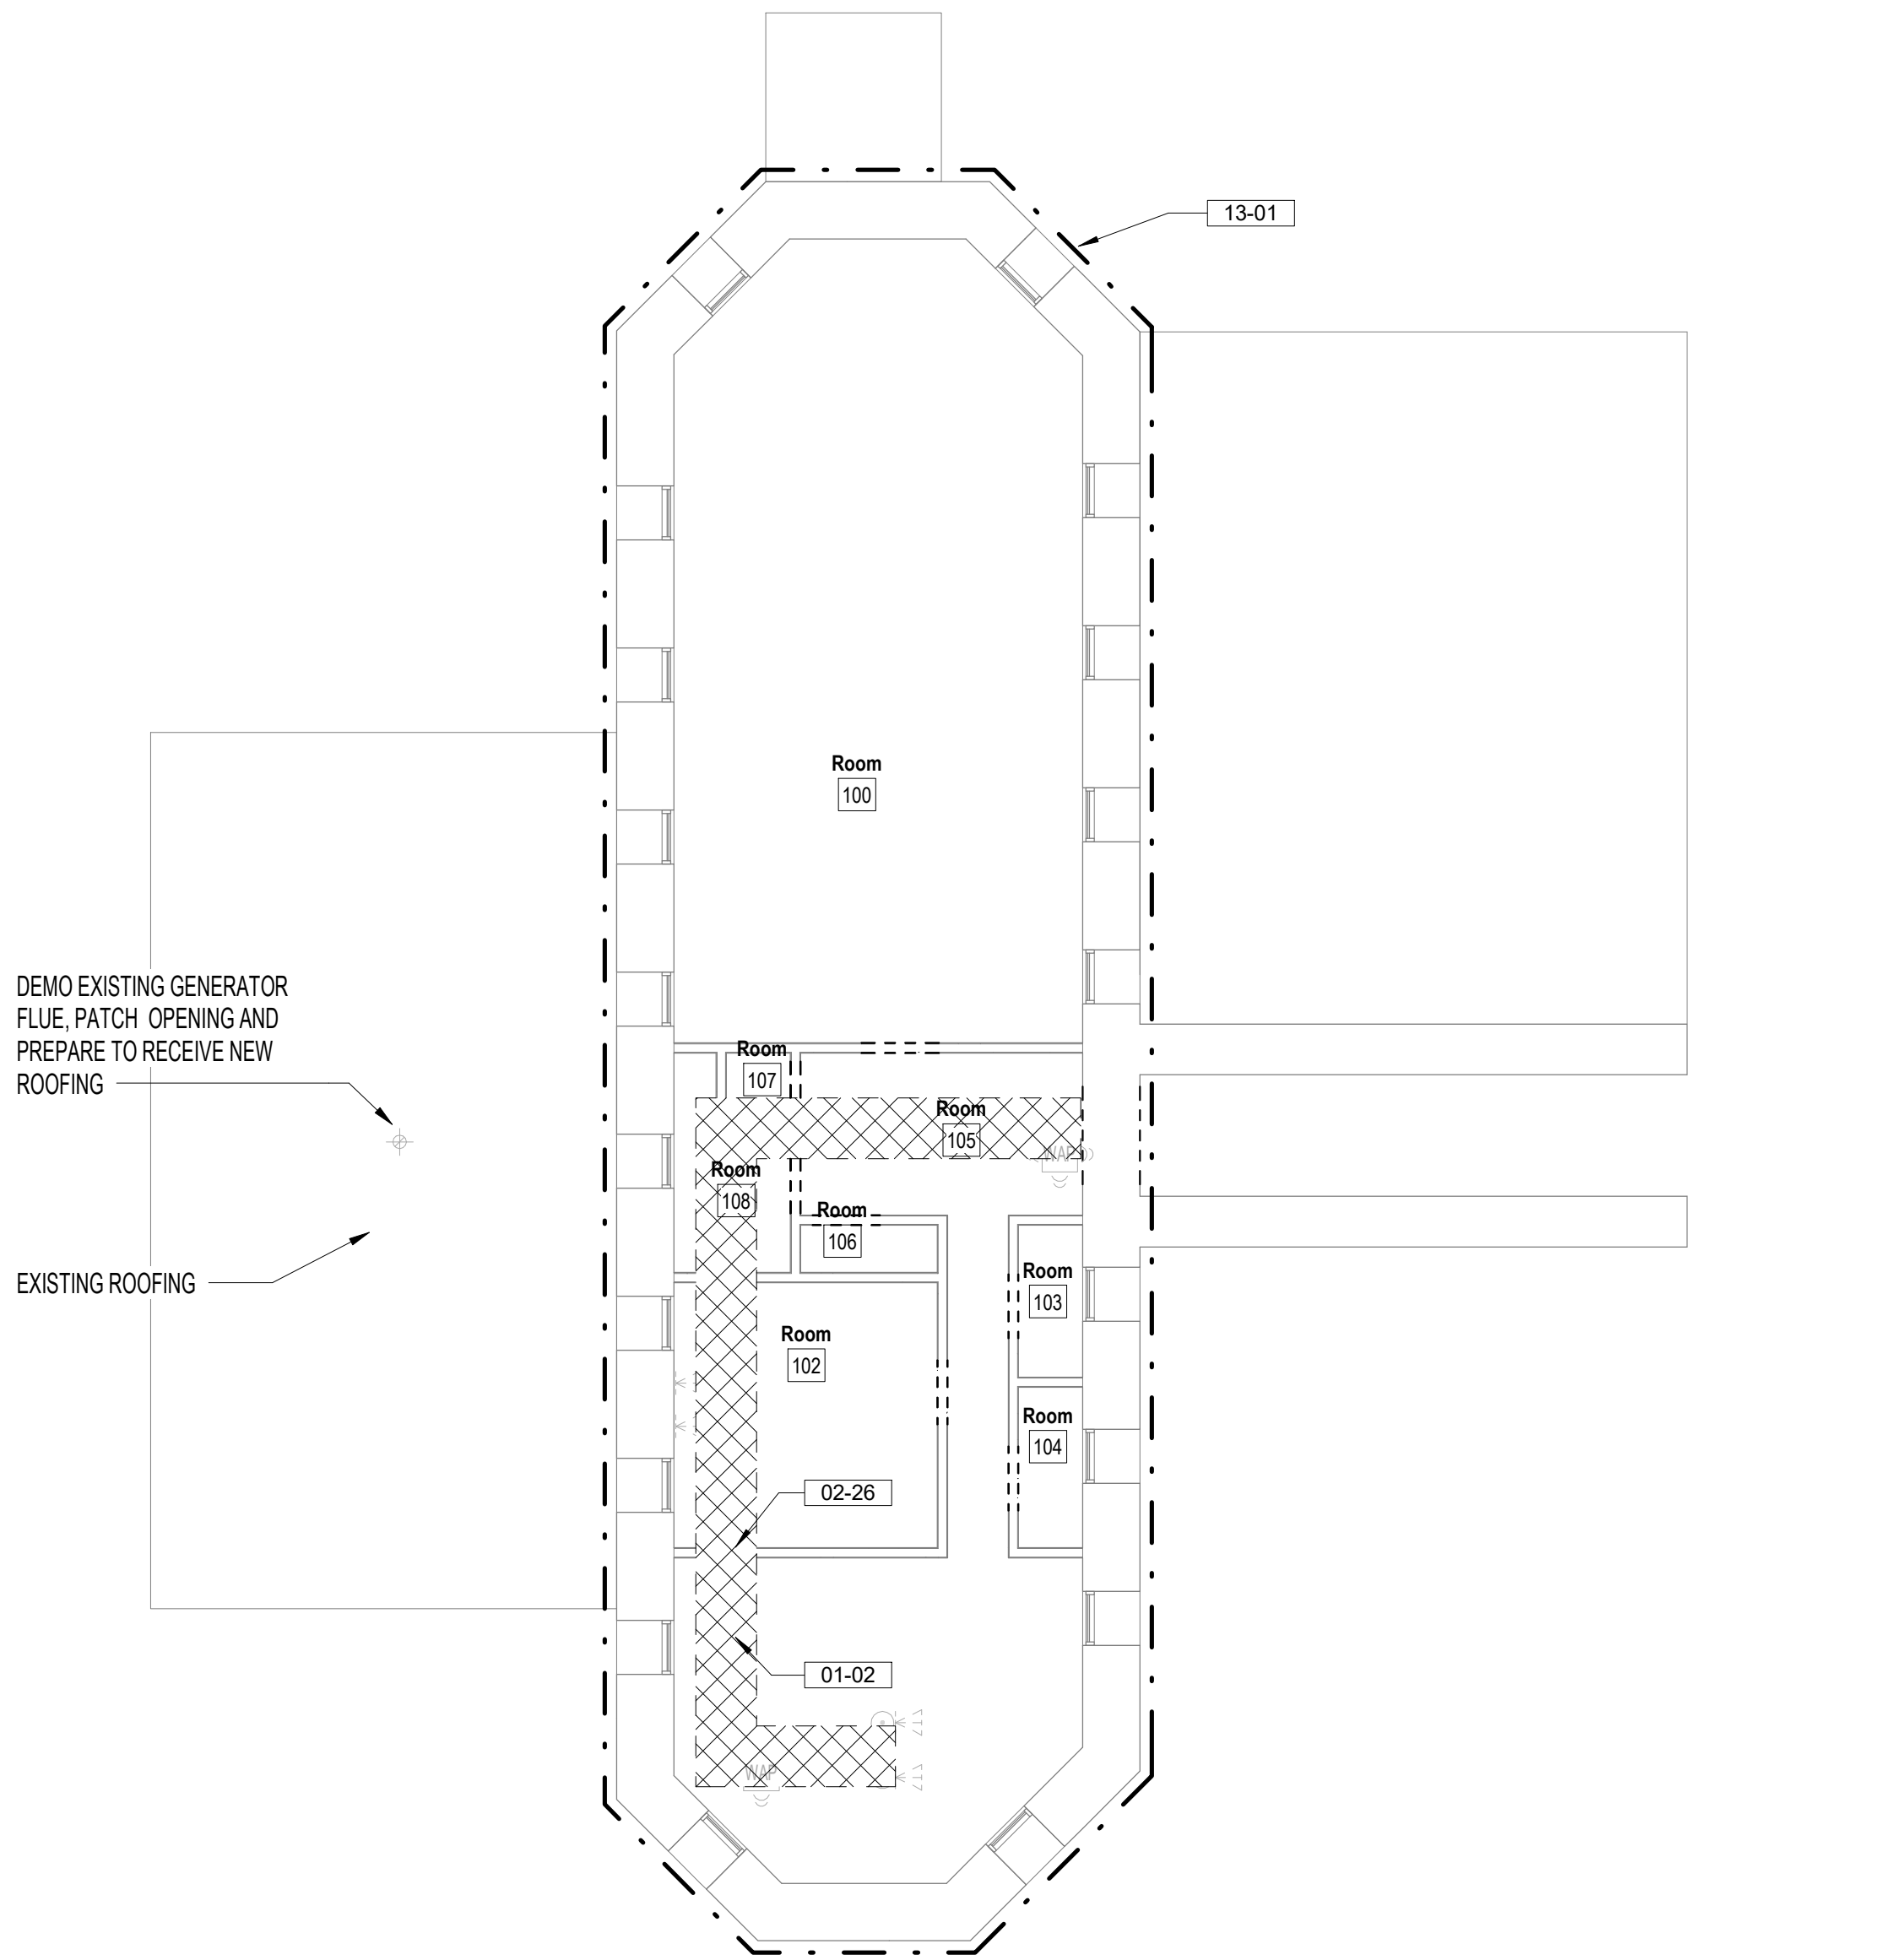 13-01
Room
100
DEMO EXISTING GENERATOR
FLUE, PATCH OPENING AND
PREPARE TO RECEIVE NEW
ROOFING
Room
107
Room
105
WAP
Room
108
Room
106
EXISTING ROOFING
Room
103
Room
102
Room
104
02-26
01-02
WAP